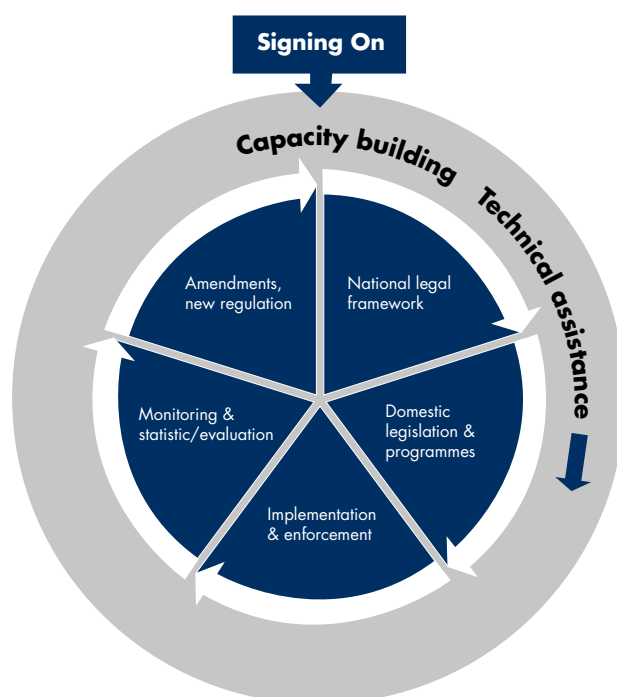 Signing On
Capacity building
Technical assistance
Amendments,
new regulation
National legal
framework
Monitoring &
statistic/evaluation
Domestic
legislation &
programmes
Implementation
& enforcement